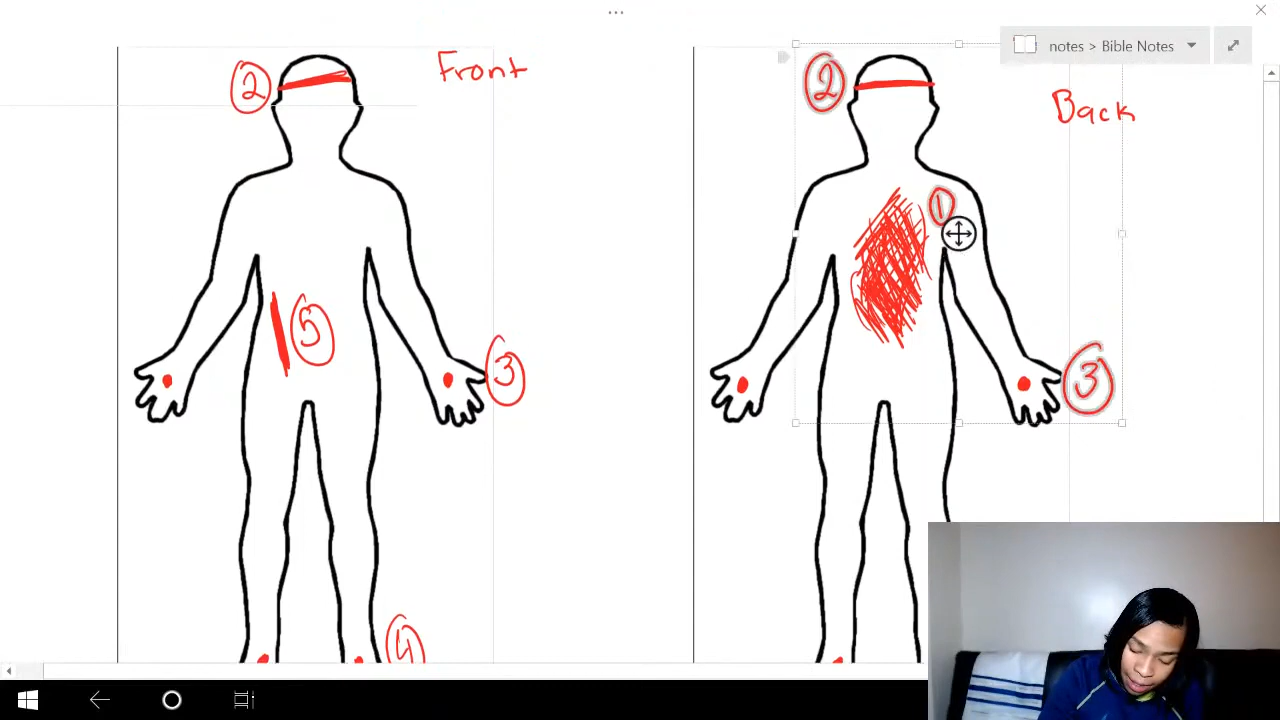 notes > Bible Notes
Front
②
②
Back
①
⑤
③
③
④